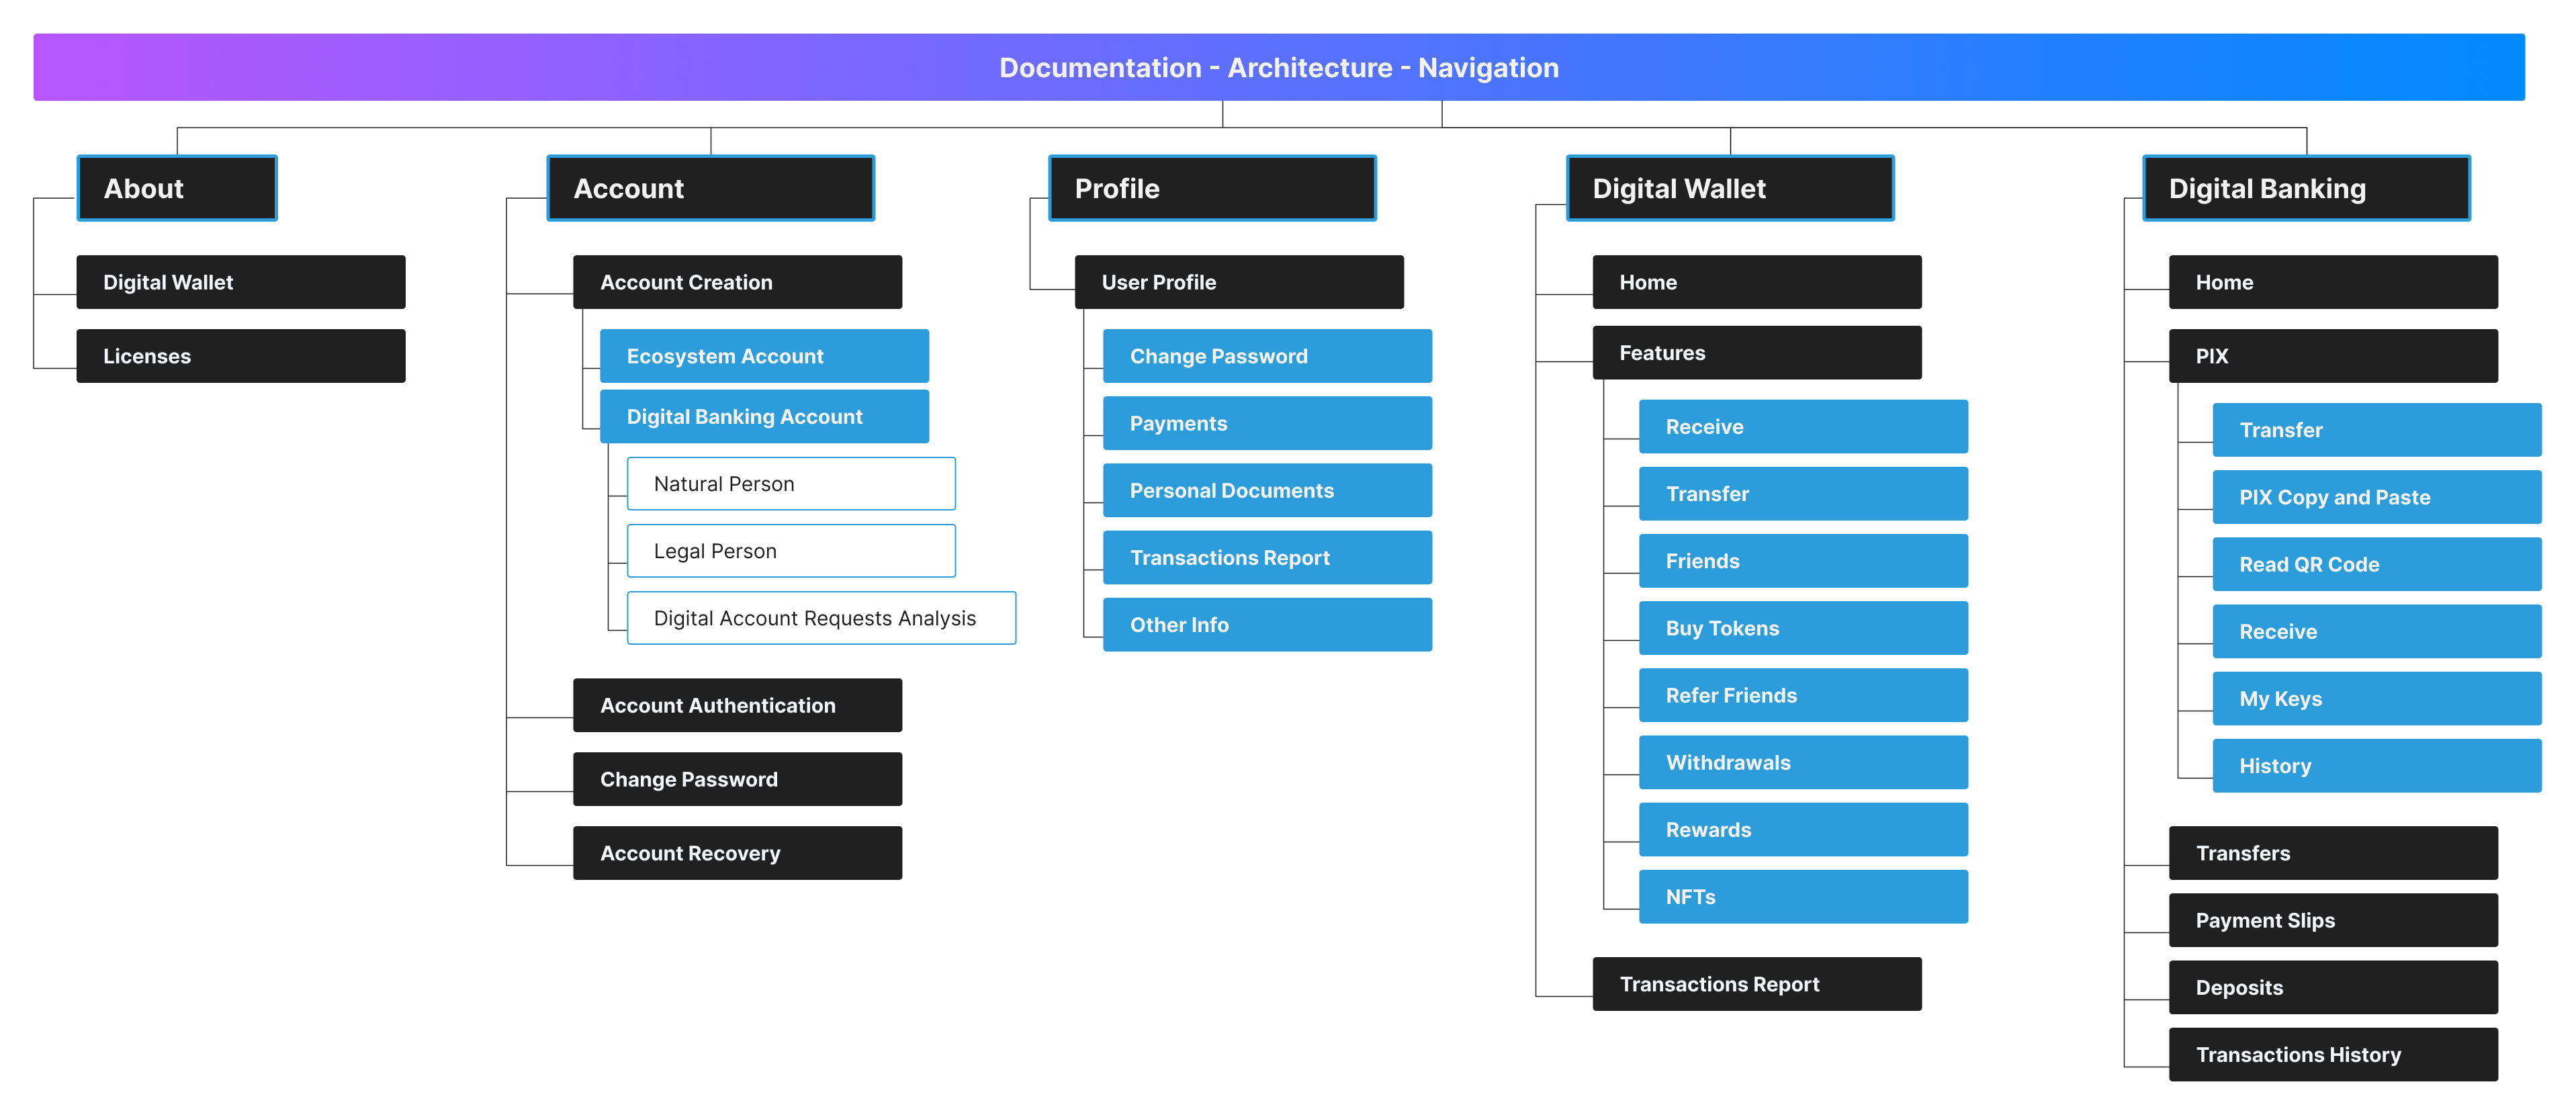 Documentation - Architecture - Navigation
About
Digital Wallet
Licenses
Account
Account Creation
Ecosystem Account
Digital Banking Account
Natural Person
Legal Person
Digital Account Requests Analysis
Account Authentication
Change Password
Account Recovery
Profile
User Profile
Change Password
Payments
Personal Documents
Transactions Report
Other Info
Digital Wallet
Home
Features
Receive
Transfer
Friends
Buy Tokens
Refer Friends
Withdrawals
Rewards
NFTs
Transactions Report
Digital Banking
Home
PIX
Transfer
PIX Copy and Paste
Read QR Code
Receive
My Keys
History
Transfers
Payment Slips
Deposits
Transactions History